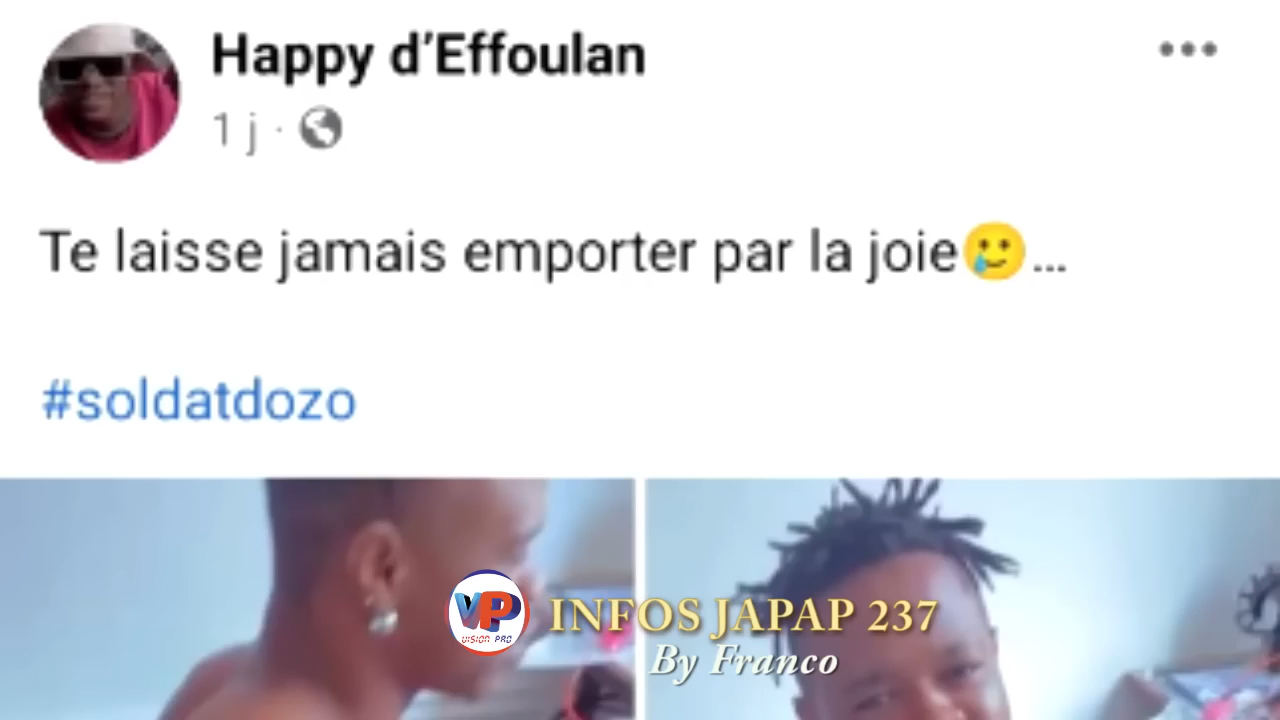 Happy d'Effoulan
1 j ·
Te laisse jamais emporter par la joie🥲...
#soldatdozo
VP
VISION PRO
INFOS JAPAP 237
By Franco